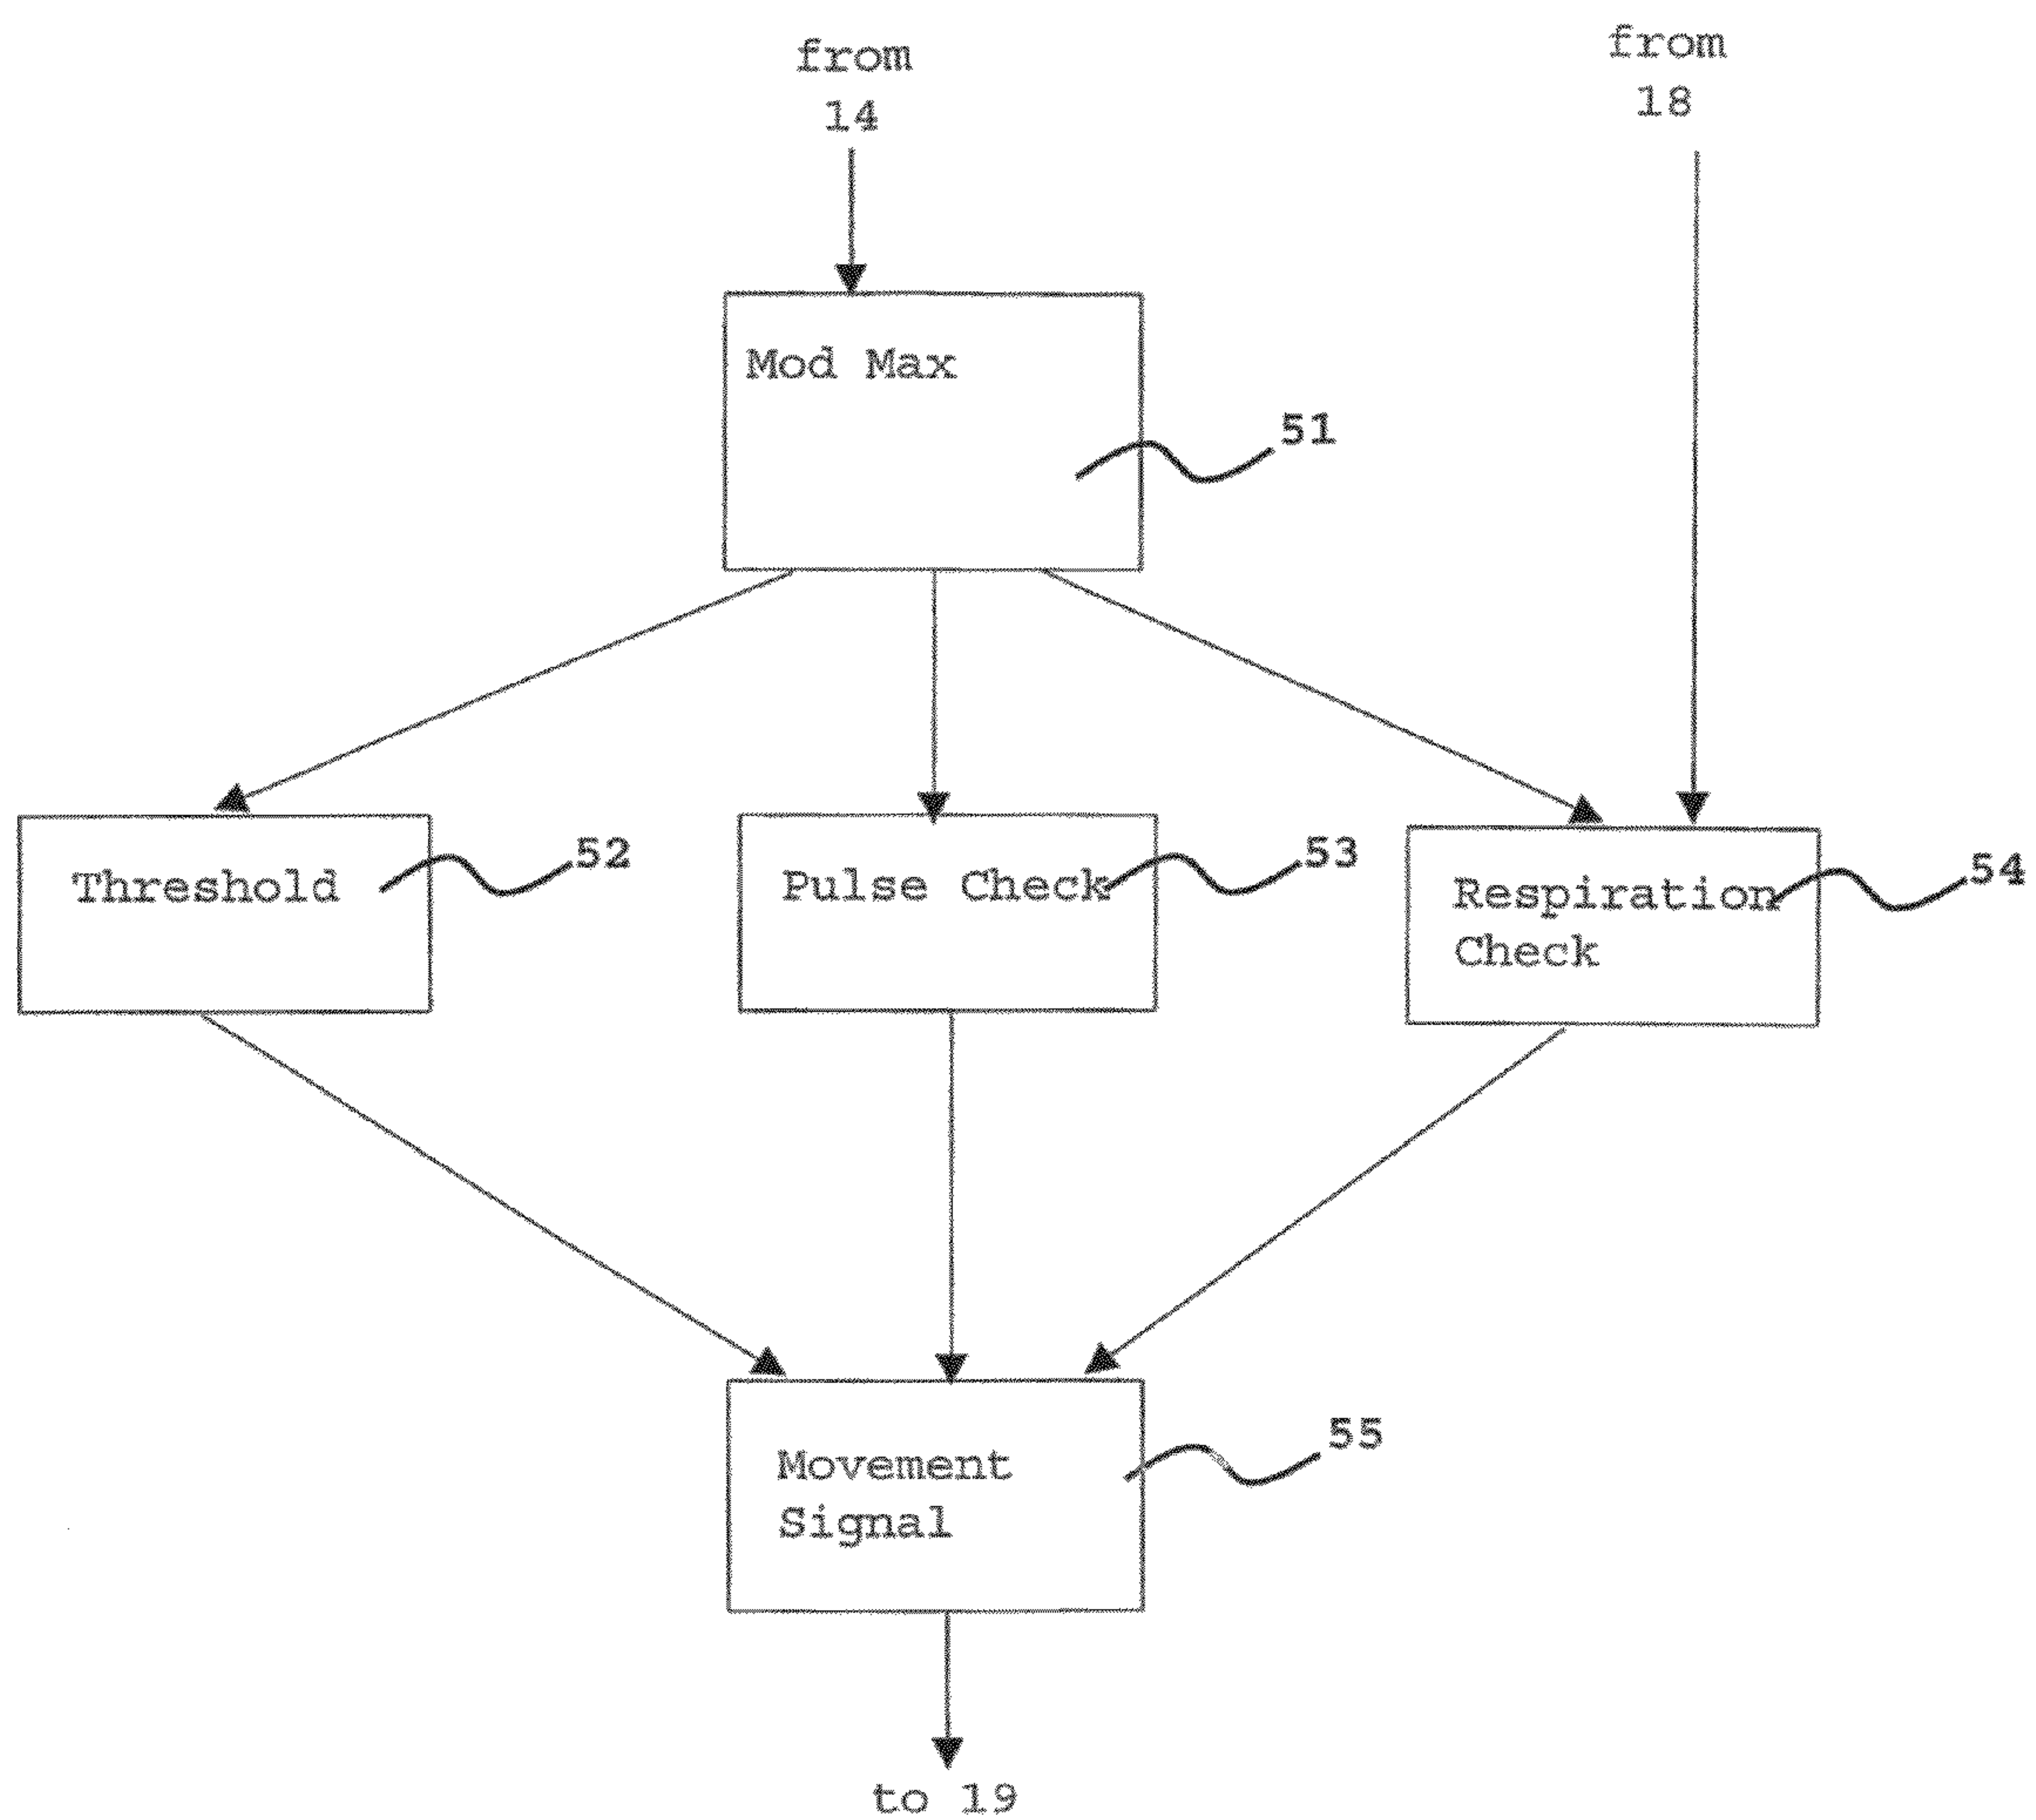 from
14
from
18
Mod Max
51
Threshold
52
Pulse Check
53
Respiration
Check
54
Movement
Signal
55
to 19